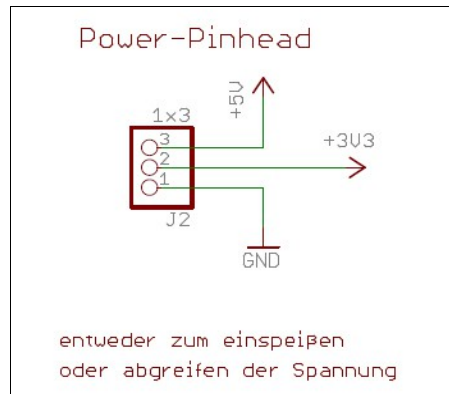 Power-Pinhead
+5V
1x3
+3V3
3
2
1
J2
GND
entweder zum einspeißen
oder abgreifen der Spannung